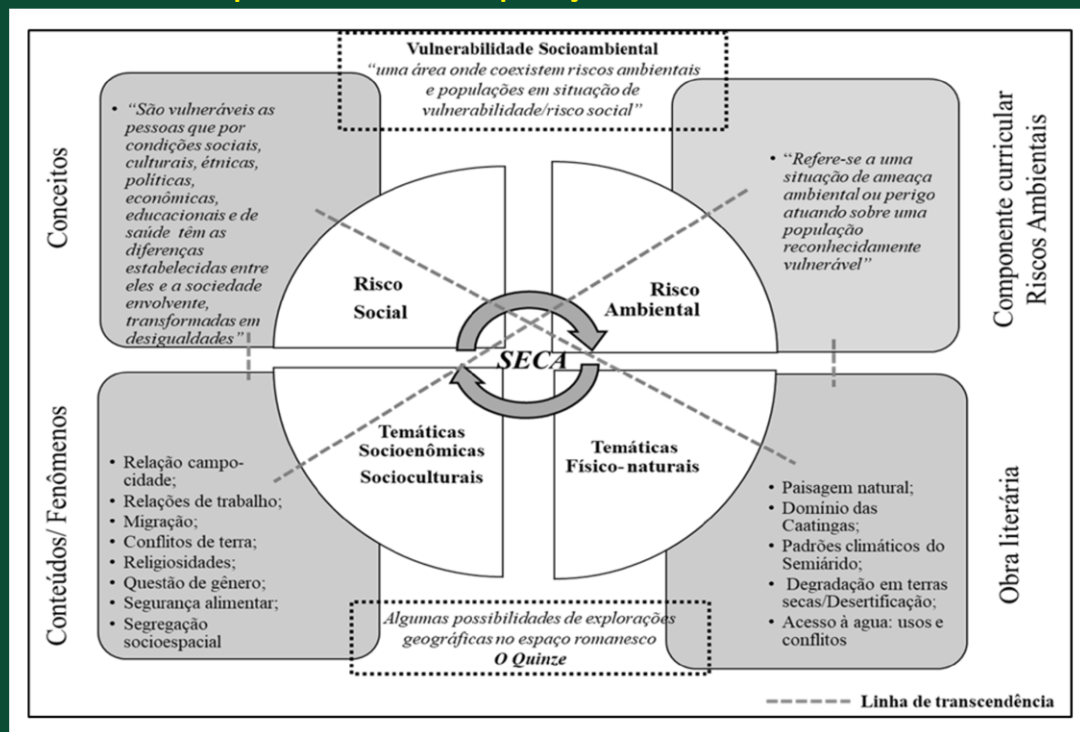 Vulnerabilidade Socioambiental
“uma área onde coexistem riscos ambientais
e populações em situação de
vulnerabilidade/risco social”
Conceitos
• “São vulneráveis as
pessoas que por
condições sociais,
culturais, étnicas,
políticas,
econômicas,
educacionais e de
saúde têm as
diferenças
estabelecidas entre
eles e a sociedade
envolvente,
transformadas em
desigualdades”
Risco
Social
Risco
Ambiental
• “Refere-se a uma
situação de ameaça
ambiental ou perigo
atuando sobre uma
população
reconhecidamente
vulnerável”
Componente curricular
Riscos Ambientais
SECA
Conteúdos/ Fenômenos
• Relação campo-
cidade;
• Relações de trabalho;
• Migração;
• Conflitos de terra;
• Religiosidades;
• Questão de gênero;
• Segurança alimentar;
• Segregação
socioespacial
Temáticas
Socioenômicas
Socioculturais
Temáticas
Físico-naturais
• Paisagem natural;
• Domínio das
Caatingas;
• Padrões climáticos do
Semiárido;
• Degradação em terras
secas/Desertificação;
• Acesso à água: usos e
conflitos
Obra literária
Algumas possibilidades de explorações
geográficas no espaço romanesco
O Quinze
Linha de transcendência